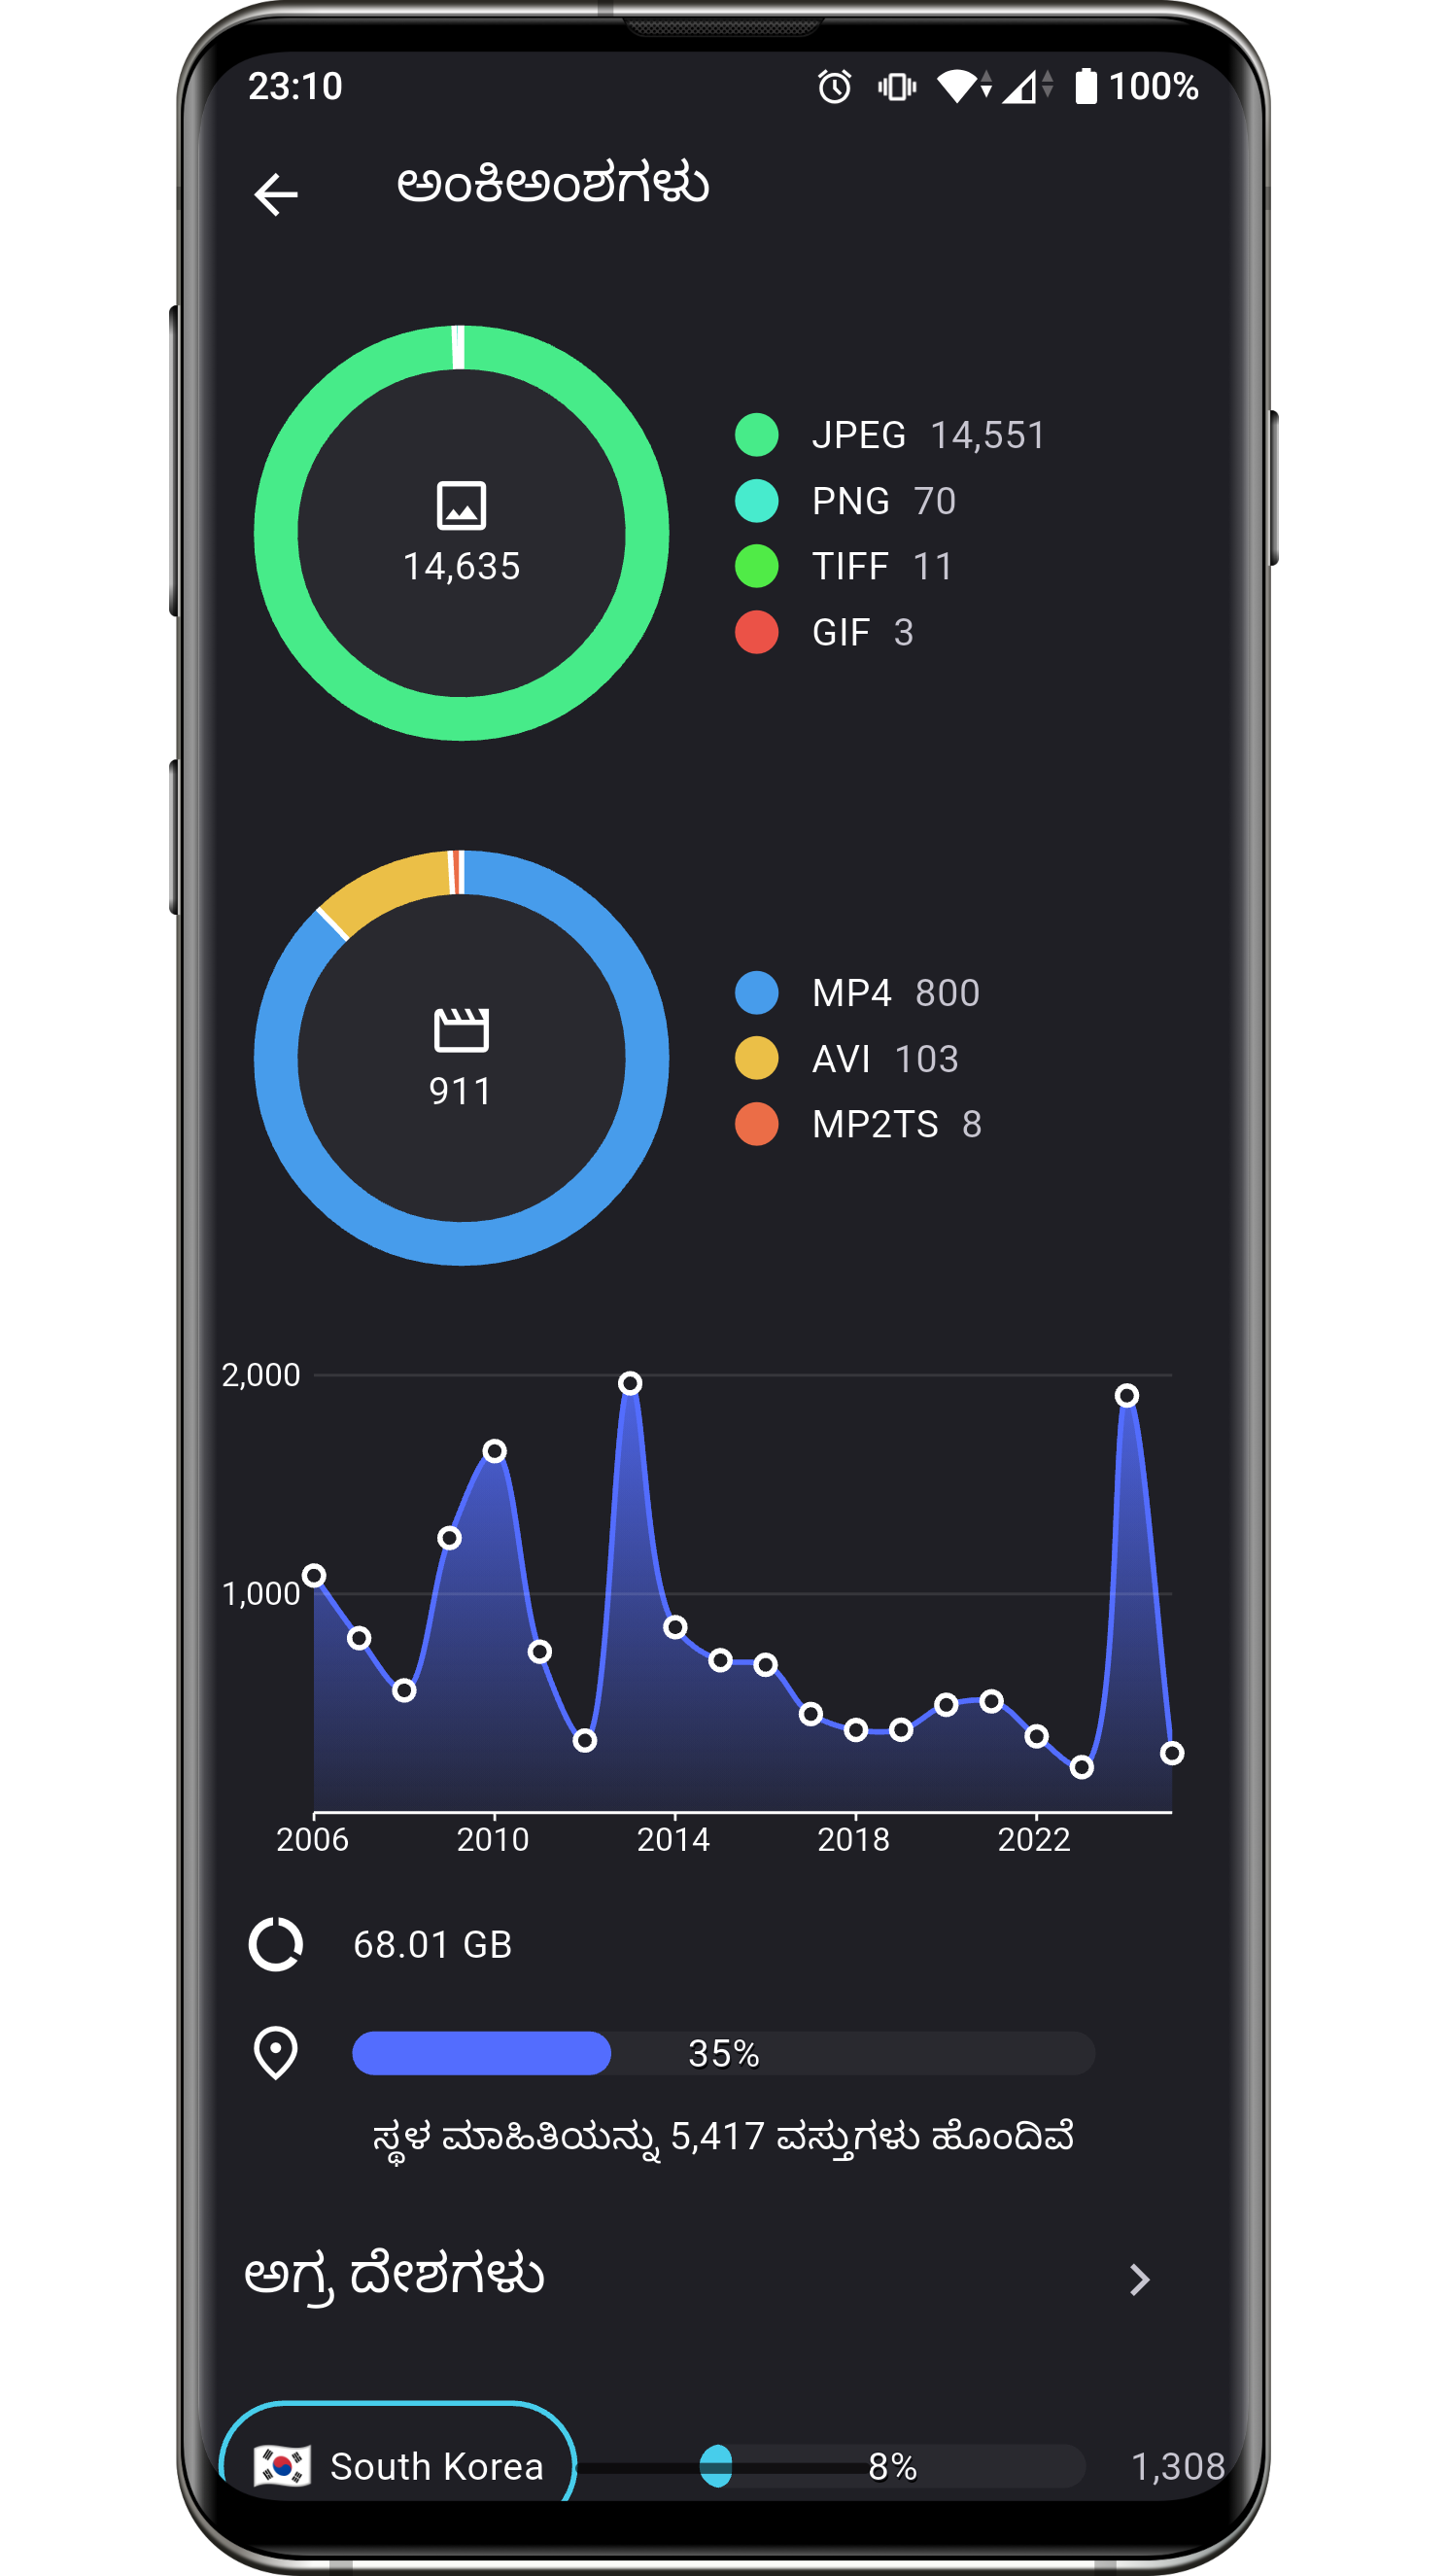 23:10 100%
ಅಂಕಿಅಂಶಗಳು
14,635
JPEG 14,551
PNG 70
TIFF 11
GIF 3
911
MP4 800
AVI 103
MP2TS 8
2,000
1,000
2006 2010 2014 2018 2022
68.01 GB
35%
ಸ್ಥಳ ಮಾಹಿತಿಯನ್ನು 5,417 ವಸ್ತುಗಳು ಹೊಂದಿವೆ
ಅಗ್ರ ದೇಶಗಳು
South Korea 8% 1,308